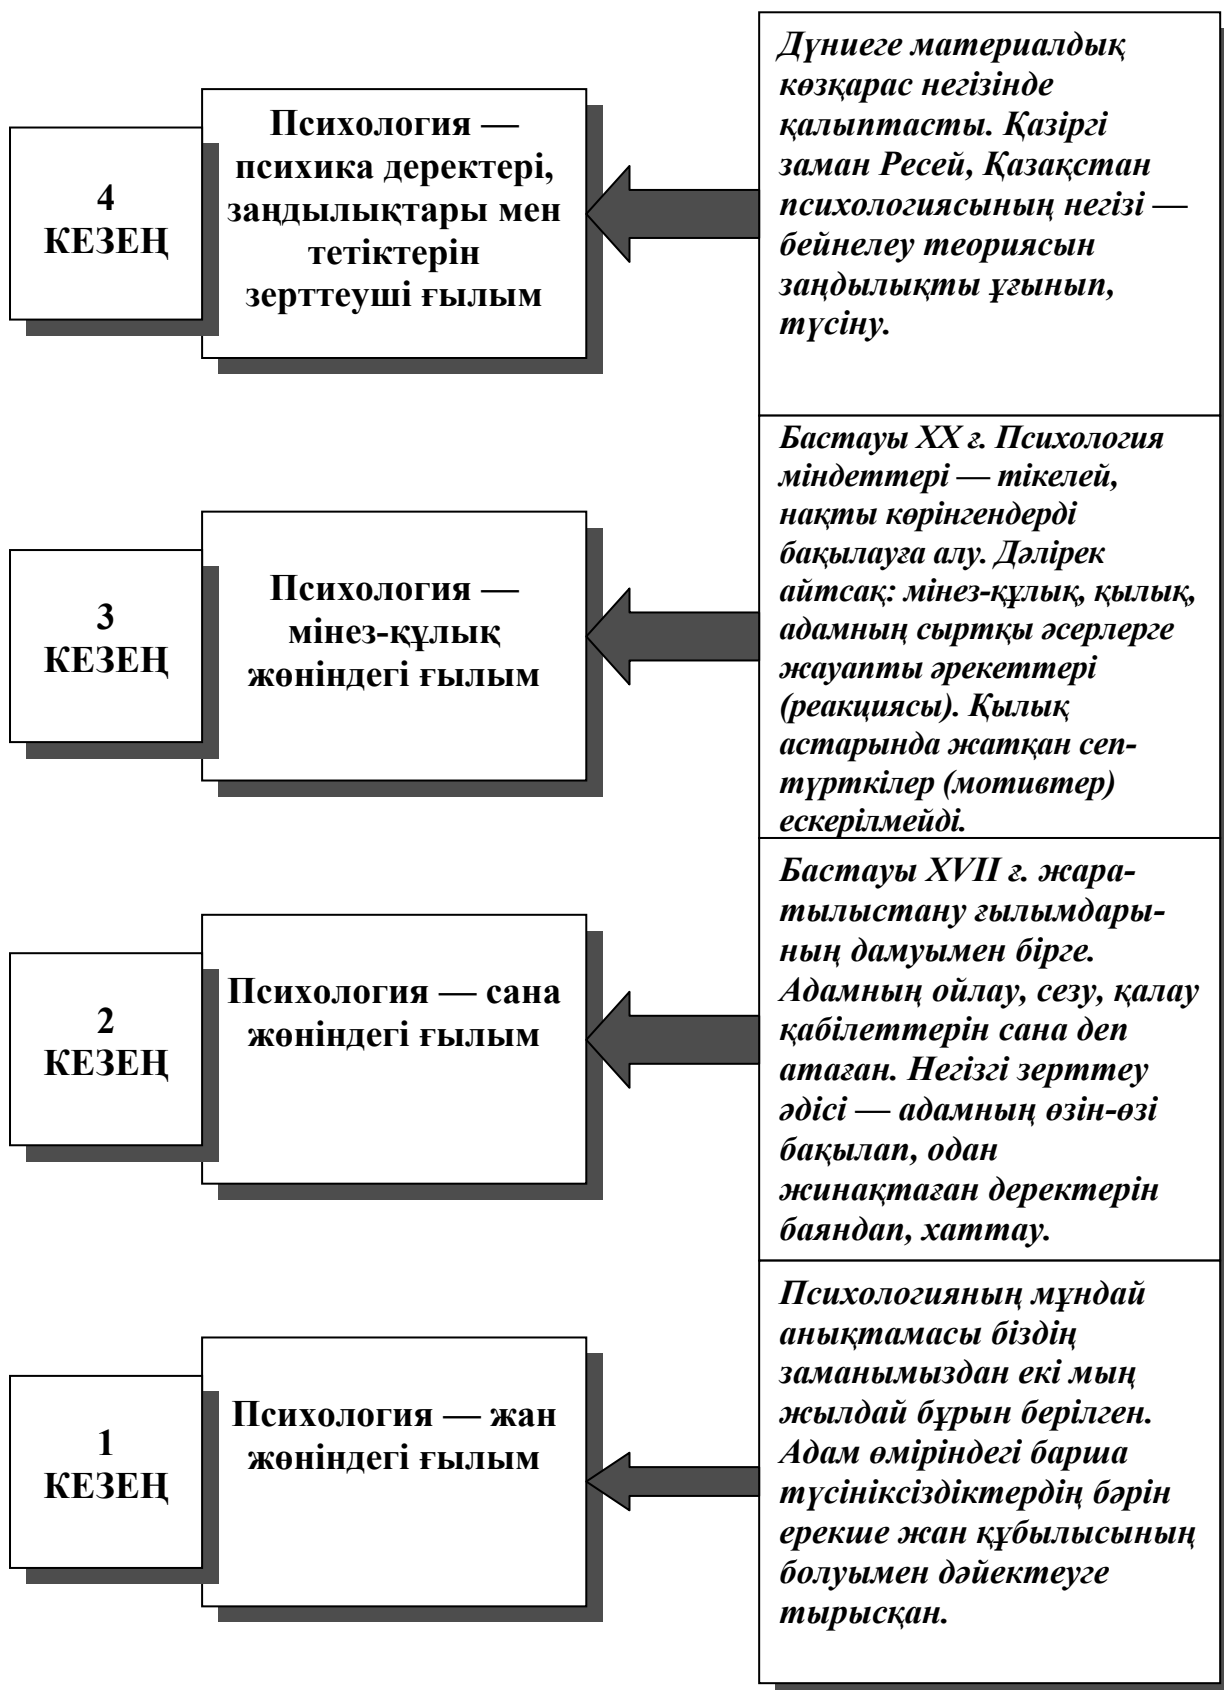 4
КЕЗЕҢ
Психология —
психика деректері,
заңдылықтары мен
тетіктерін
зерттеуші ғылым
Дүниеге материалдық
көзқарас негізінде
қалыптасты. Қазіргі
заман Ресей, Қазақстан
психологиясының негізі —
бейнелеу теориясын
заңдылықты ұғынып,
түсіну.
3
КЕЗЕҢ
Психология —
мінез-құлық
жөніндегі ғылым
Бастауы XX ғ. Психология
міндеттері — тікелей,
нақты көрінгендерді
бақылауға алу. Дәлірек
айтсақ: мінез-құлық, қылық,
адамның сыртқы әсерлерге
жауапты әрекеттері
(реакциясы). Қылық
астарында жатқан сеп-
түрткілер (мотивтер)
ескерілмейді.
2
КЕЗЕҢ
Психология — сана
жөніндегі ғылым
Бастауы XVII ғ. жара-
тылыстану ғылымдары-
ның дамуымен бірге.
Адамның ойлау, сезу, қалау
қабілеттерін сана деп
атаған. Негізгі зерттеу
әдісі — адамның өзін-өзі
бақылап, одан
жинақтаған деректерін
баяндап, хаттау.
1
КЕЗЕҢ
Психология — жан
жөніндегі ғылым
Психологияның мұндай
анықтамасы біздің
заманымыздан екі мың
жылдай бұрын берілген.
Адам өміріндегі барша
түсініксіздіктердің бәрін
ерекше жан құбылысының
болуымен дәйектеуге
тырысқан.